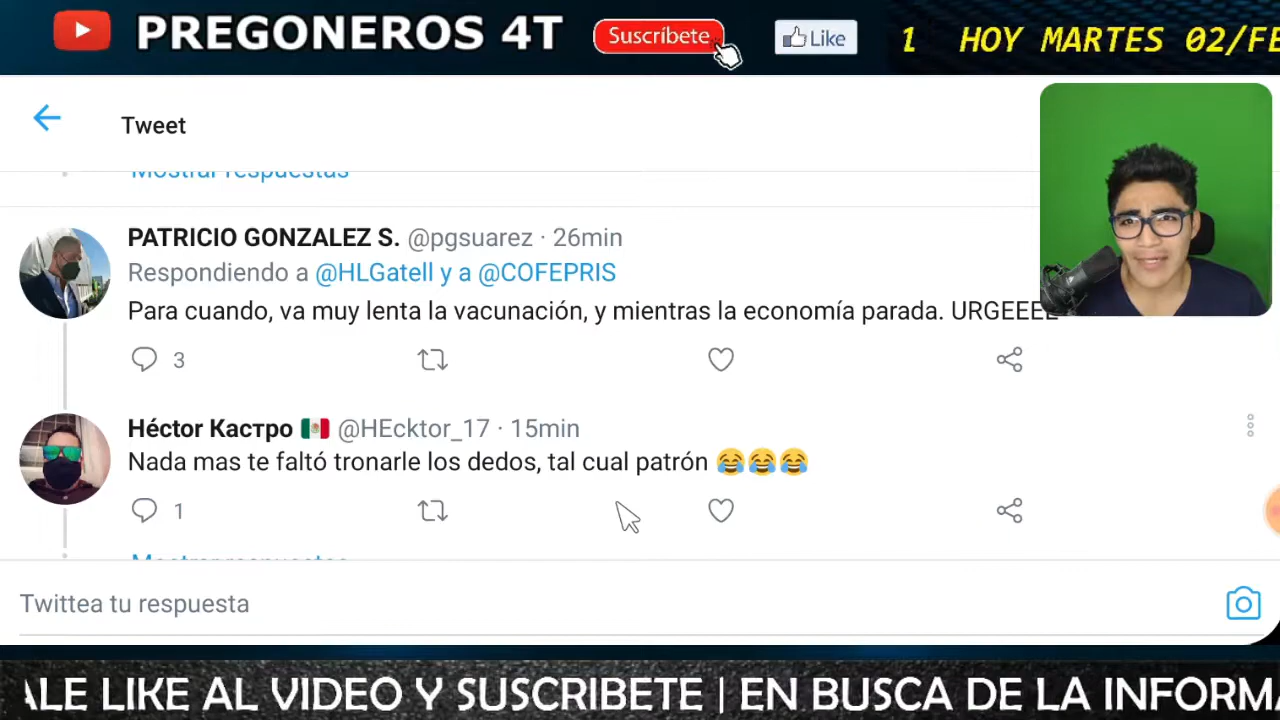 PREGONEROS 4T
Suscríbete
Like
1 HOY MARTES 02/FE
Tweet
Mostrar respuestas
PATRICIO GONZALEZ S. @pgsuarez · 26min
Respondiendo a @HLGatell y a @COFEPRIS
Para cuando, va muy lenta la vacunación, y mientras la economía parada. URGEEEE
3
Héctor Кастро 🇲🇽 @HEcktor_17 · 15min
Nada mas te faltó tronarle los dedos, tal cual patrón 😂😂😂
1
Mostrar respuestas
Twittea tu respuesta
ALE LIKE AL VIDEO Y SUSCRIBETE | EN BUSCA DE LA INFORMA